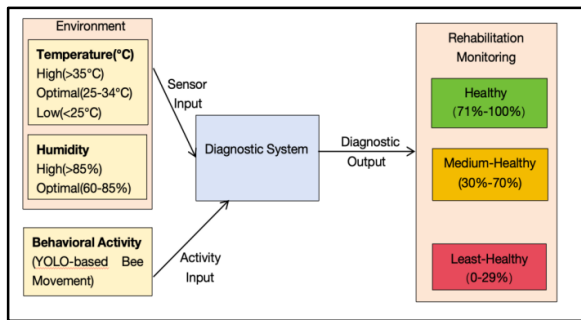 Environment
Temperature(°C)
High(>35°C)
Optimal(25-34°C)
Low(<25°C)
Humidity
High(>85%)
Optimal(60-85%)
Behavioral Activity
(YOLO-based Bee
Movement)
Sensor
Input
Activity
Input
Diagnostic System
Diagnostic
Output
Rehabilitation
Monitoring
Healthy
(71%-100%)
Medium-Healthy
(30%-70%)
Least-Healthy
(0-29%)